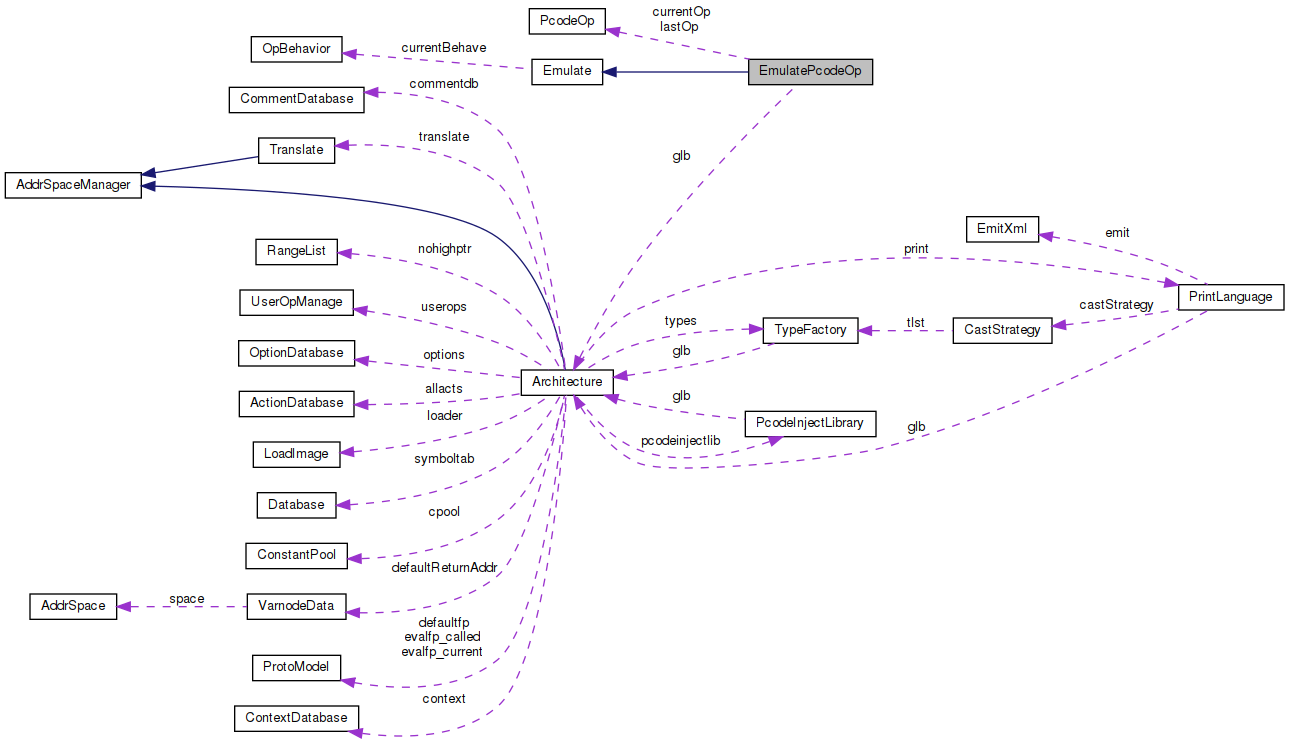 currentOp
lastOp
PcodeOp
OpBehavior
currentBehave
Emulate
EmulatePcodeOp
commentdb
CommentDatabase
translate
Translate
glb
AddrSpaceManager
EmitXml
emit
RangeList
nohighptr
print
UserOpManage
userops
PrintLanguage
castStrategy
types
TypeFactory
tlst
CastStrategy
OptionDatabase
options
glb
Architecture
allacts
ActionDatabase
glb
loader
PcodeInjectLibrary
glb
pcodeinjectlib
LoadImage
symboltab
Database
cpool
ConstantPool
defaultReturnAddr
AddrSpace
space
VarnodeData
defaultfp
evalfp_called
evalfp_current
ProtoModel
context
ContextDatabase